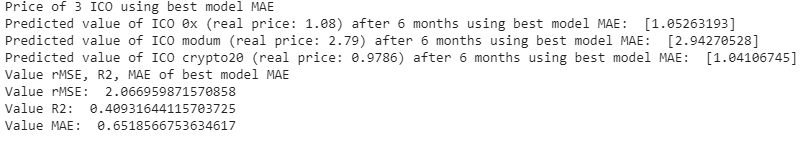 Price of 3 ICO using best model MAE
Predicted value of ICO 0x (real price: 1.08) after 6 months using best model MAE:  [1.05263193]
Predicted value of ICO modum (real price: 2.79) after 6 months using best model MAE:  [2.94270528]
Predicted value of ICO crypto20 (real price: 0.9786) after 6 months using best model MAE:  [1.04106745]
Value rMSE, R2, MAE of best model MAE
Value rMSE:  2.066959871570858
Value R2:  0.40931644115703725
Value MAE:  0.6518566753634617